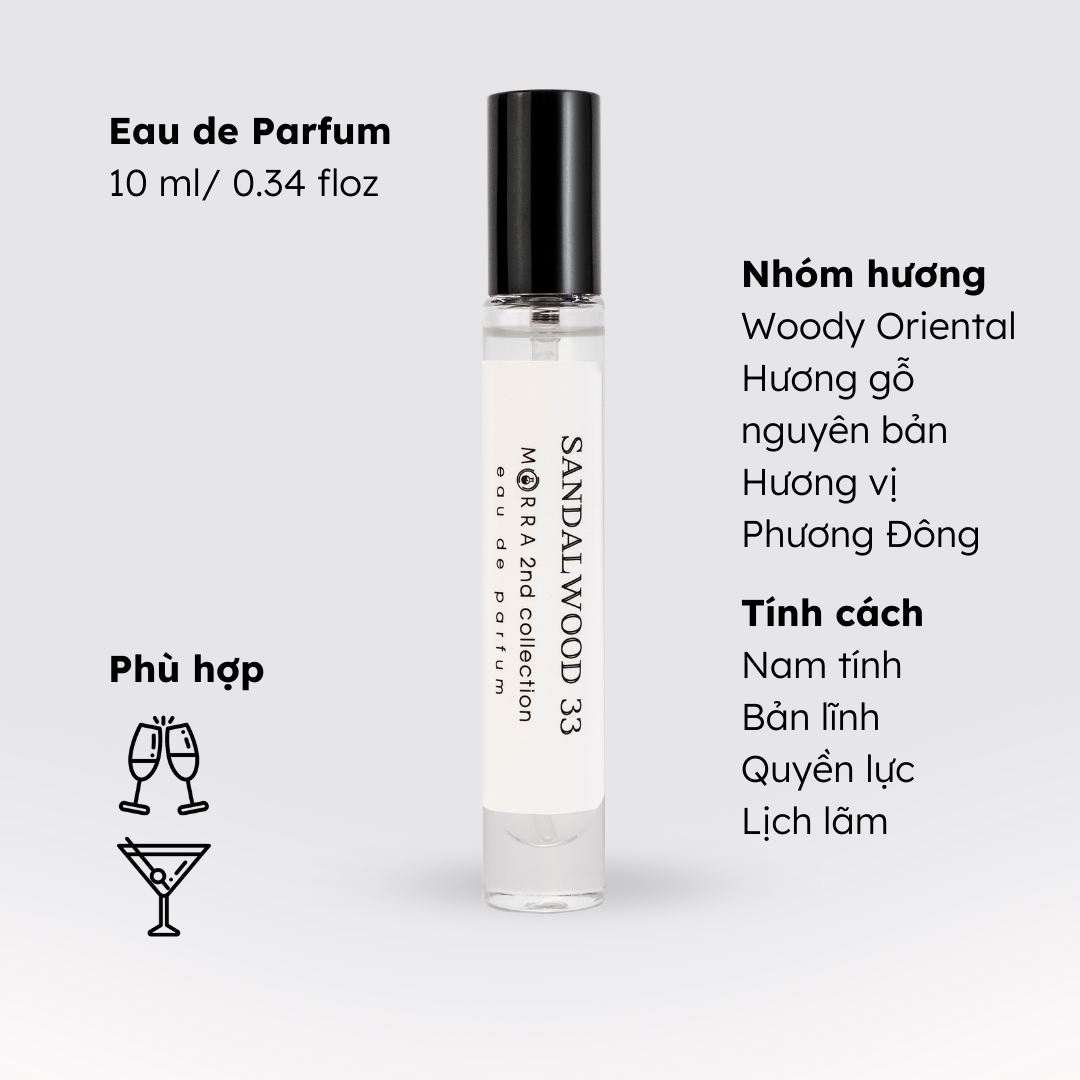 Eau de Parfum
10 ml/ 0.34 floz
Nhóm hương
Woody Oriental
Hương gỗ
nguyên bản
Hương vị
Phương Đông
Tính cách
Nam tính
Bản lĩnh
Quyền lực
Lịch lãm
SANDALWOOD 33
MORRA 2nd collection
eau de parfum
Phù hợp